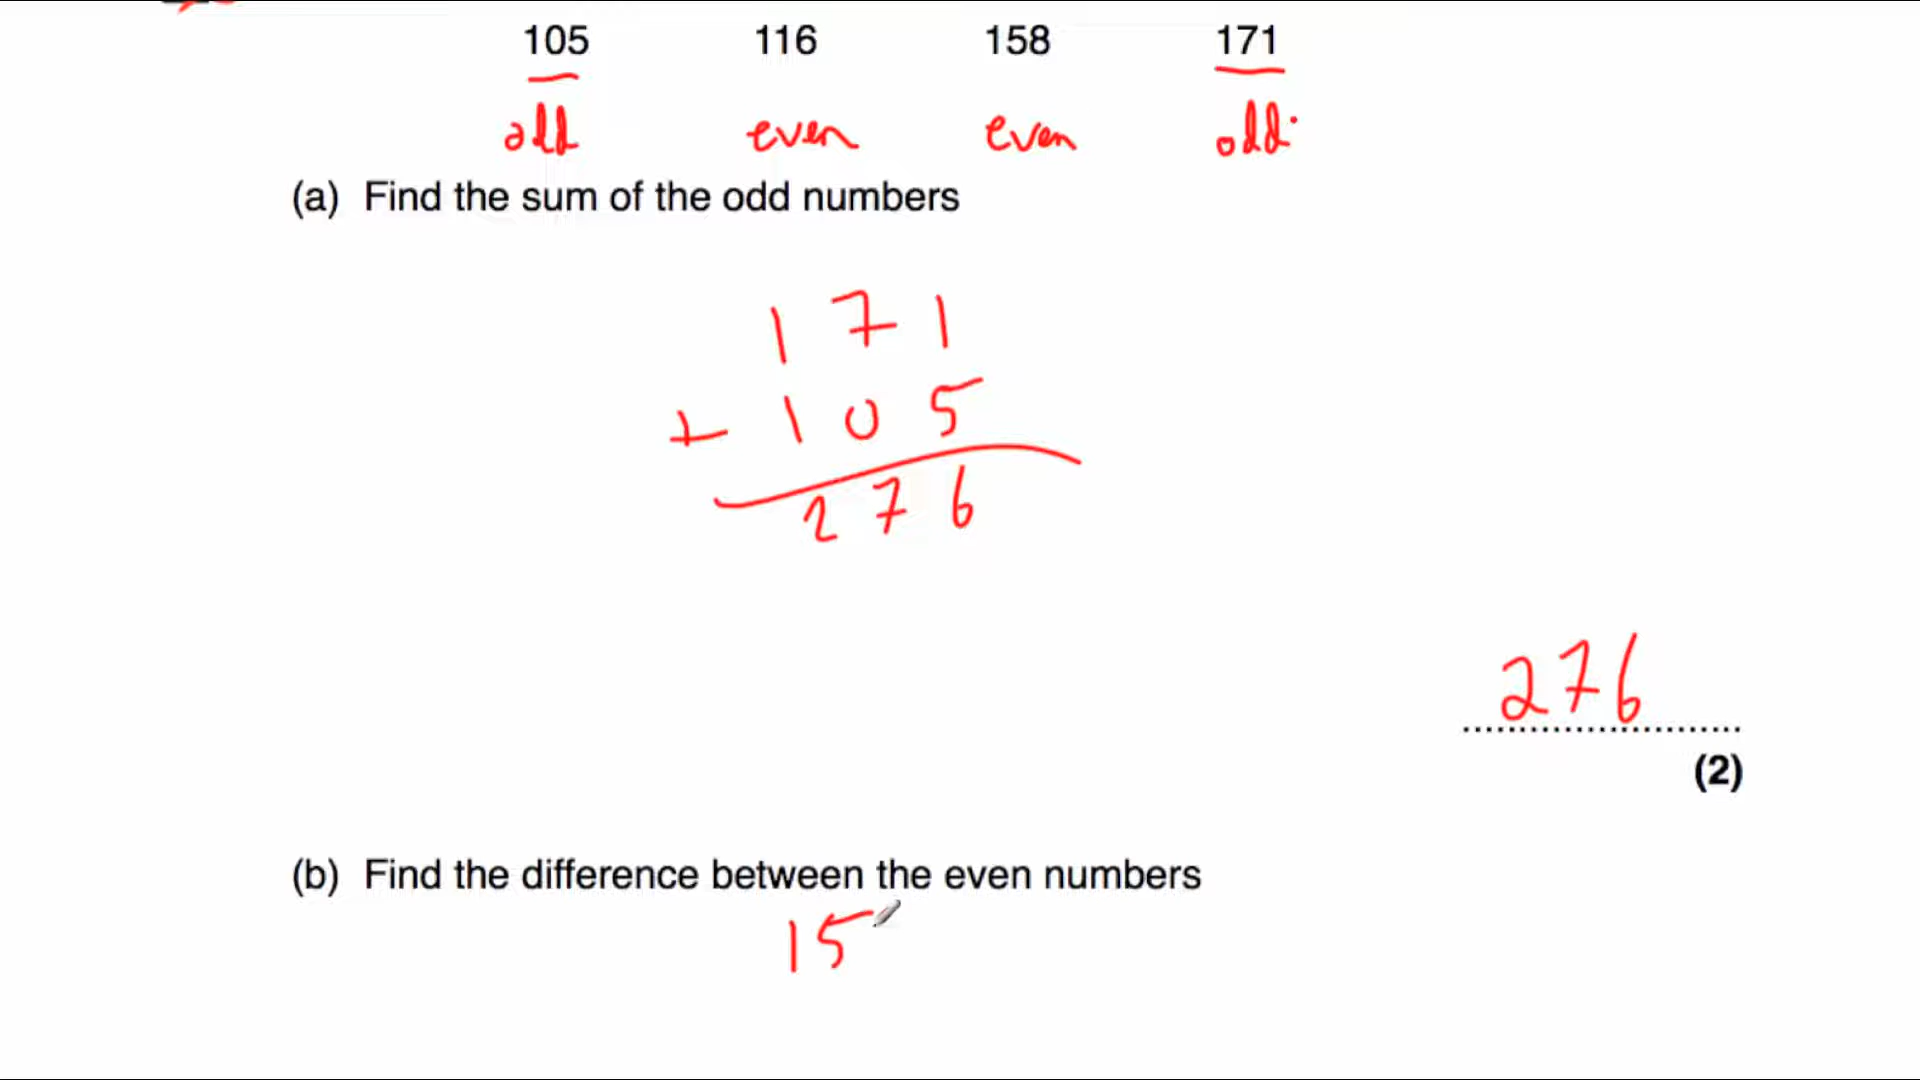 105 116 158 171
odd even even odd
(a) Find the sum of the odd numbers
171
+ 105
276
276
(2)
(b) Find the difference between the even numbers
15